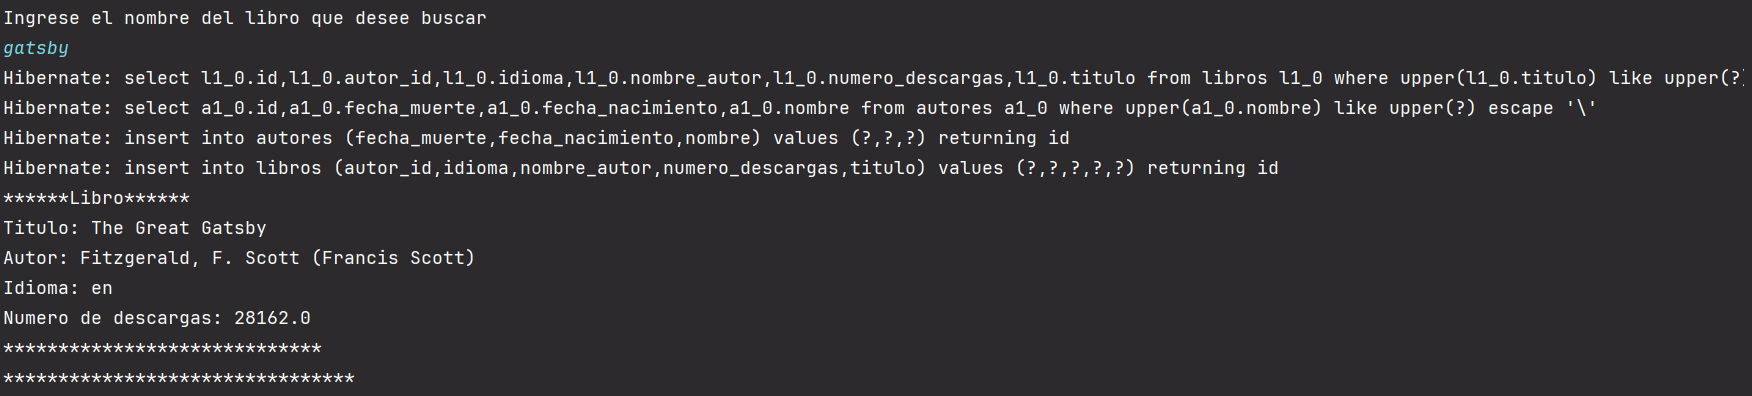 Ingrese el nombre del libro que desee buscar
gatsby
Hibernate: select l1_0.id,l1_0.autor_id,l1_0.idioma,l1_0.nombre_autor,l1_0.numero_descargas,l1_0.titulo from libros l1_0 where upper(l1_0.titulo) like upper(?)
Hibernate: select a1_0.id,a1_0.fecha_muerte,a1_0.fecha_nacimiento,a1_0.nombre from autores a1_0 where upper(a1_0.nombre) like upper(?) escape '\'
Hibernate: insert into autores (fecha_muerte,fecha_nacimiento,nombre) values (?,?,?) returning id
Hibernate: insert into libros (autor_id,idioma,nombre_autor,numero_descargas,titulo) values (?,?,?,?,?) returning id
******Libro******
Titulo: The Great Gatsby
Autor: Fitzgerald, F. Scott (Francis Scott)
Idioma: en
Numero de descargas: 28162.0
*****************************
********************************